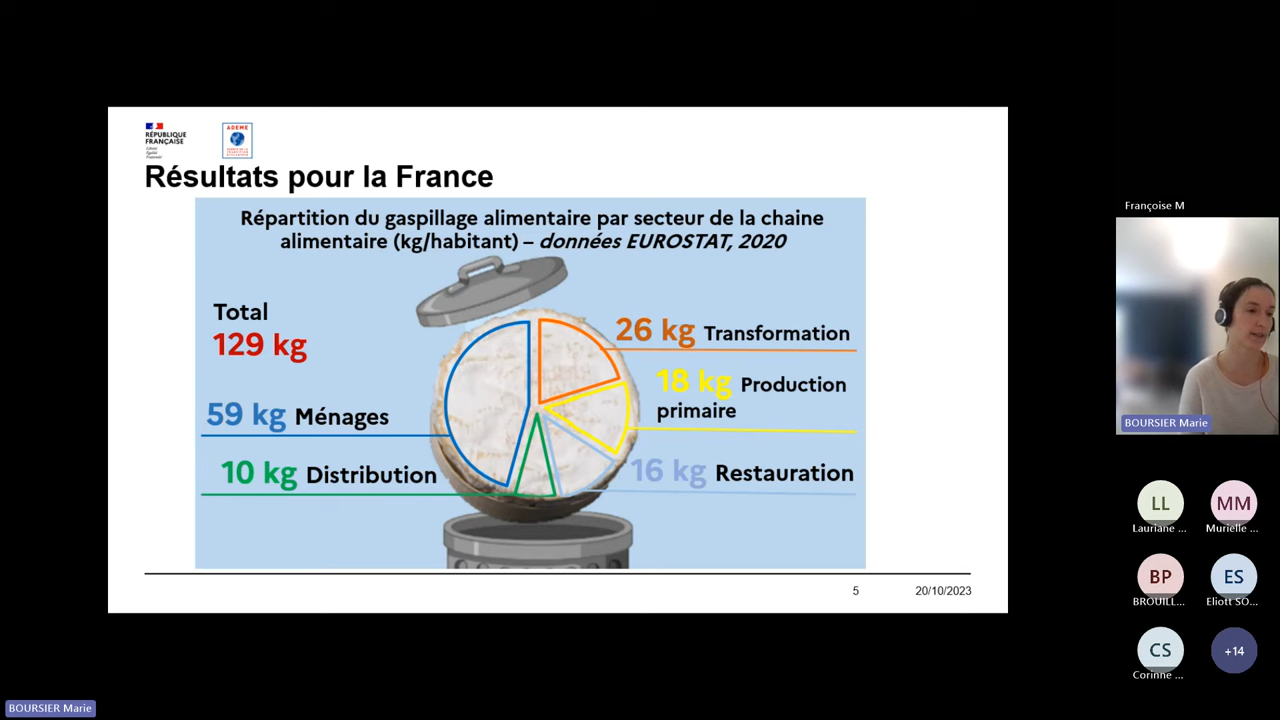 RÉPUBLIQUE
FRANÇAISE
Liberté
Égalité
Fraternité
ADEME
Résultats pour la France
Répartition du gaspillage alimentaire par secteur de la chaine
alimentaire (kg/habitant) – données EUROSTAT, 2020
Total
129 kg
26 kg Transformation
18 kg Production
primaire
59 kg Ménages
10 kg Distribution
16 kg Restauration
5
20/10/2023
Françoise M
BOURSIER Marie
LL
Lauriane ...
MM
Murielle ...
BP
BROUILL...
ES
Eliott SO...
CS
Corinne ...
+14
BOURSIER Marie